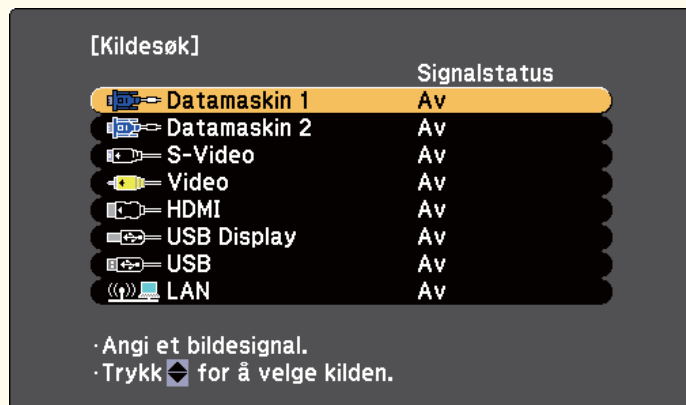 [Kildesøk]
Signalstatus
Datamaskin 1 Av
Datamaskin 2 Av
S-Video Av
Video Av
HDMI Av
USB Display Av
USB Av
LAN Av
·Angi et bildesignal.
·Trykk for å velge kilden.